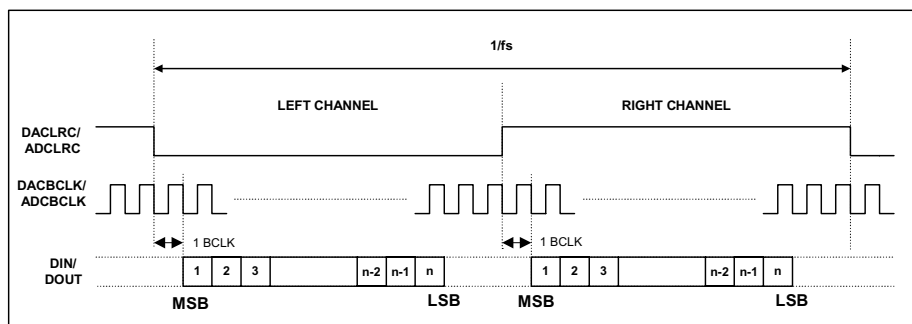 1/fs
LEFT CHANNEL
RIGHT CHANNEL
DACLRC/
ADCLRC
DACBCLK/
ADCBCLK
1 BCLK
1 BCLK
DIN/
DOUT
1 2 3 n-2 n-1 n 1 2 3 n-2 n-1 n
MSB LSB MSB LSB